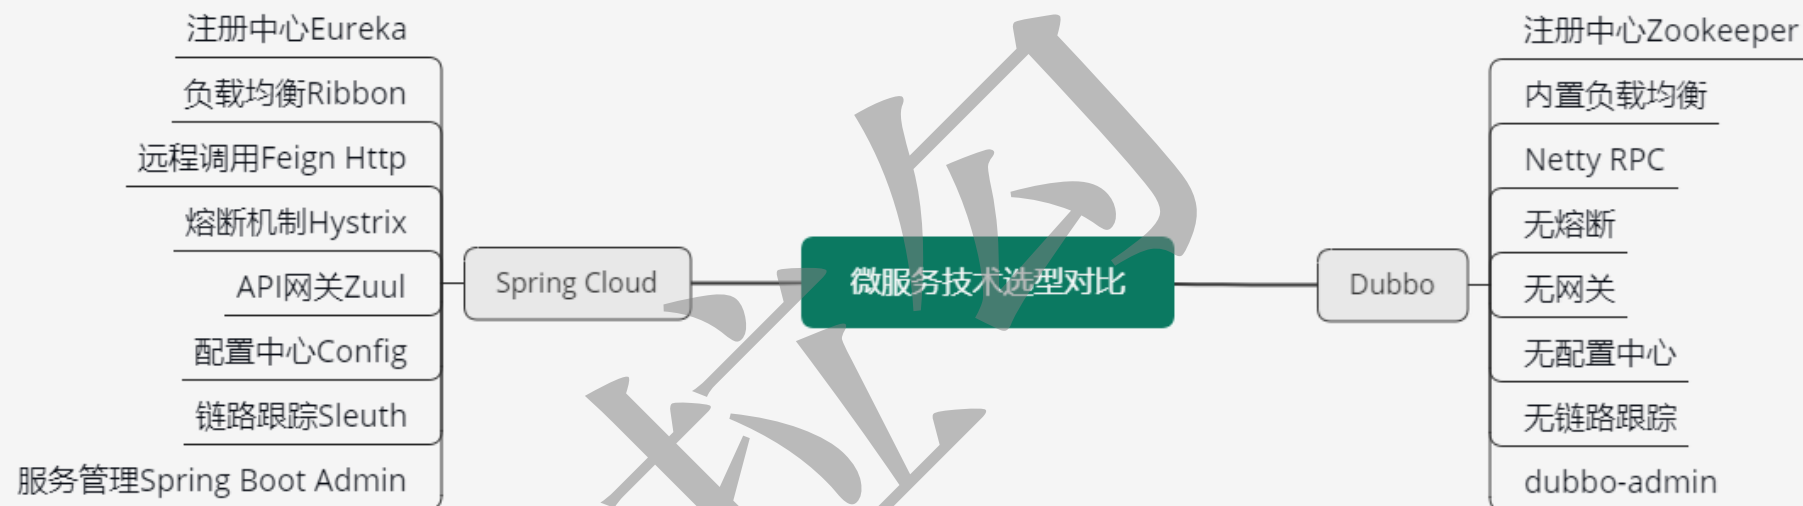 注册中心Eureka
负载均衡Ribbon
远程调用Feign Http
熔断机制Hystrix
API网关Zuul
配置中心Config
链路跟踪Sleuth
服务管理Spring Boot Admin
Spring Cloud
微服务技术选型对比
Dubbo
注册中心Zookeeper
内置负载均衡
Netty RPC
无熔断
无网关
无配置中心
无链路跟踪
dubbo-admin